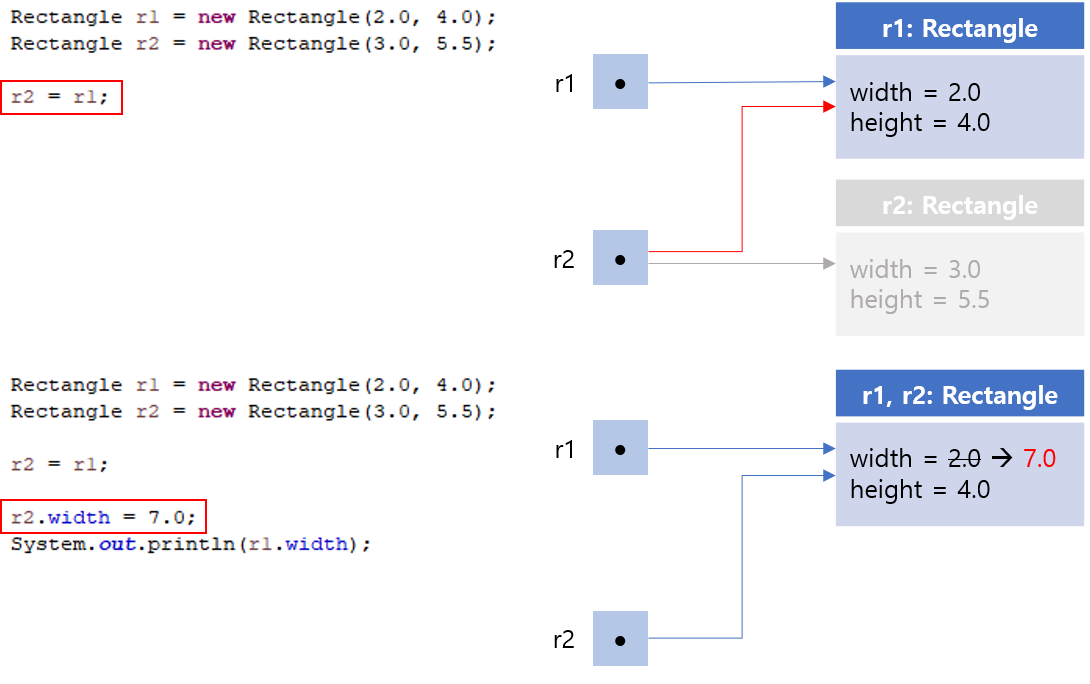 Rectangle r1 = new Rectangle(2.0, 4.0);
Rectangle r2 = new Rectangle(3.0, 5.5);
r2 = r1;
r1
r2
r1: Rectangle
width = 2.0
height = 4.0
r2: Rectangle
width = 3.0
height = 5.5
Rectangle r1 = new Rectangle(2.0, 4.0);
Rectangle r2 = new Rectangle(3.0, 5.5);
r2 = r1;
r2.width = 7.0;
System.out.println(r1.width);
r1
r2
r1, r2: Rectangle
width = 2.0 → 7.0
height = 4.0